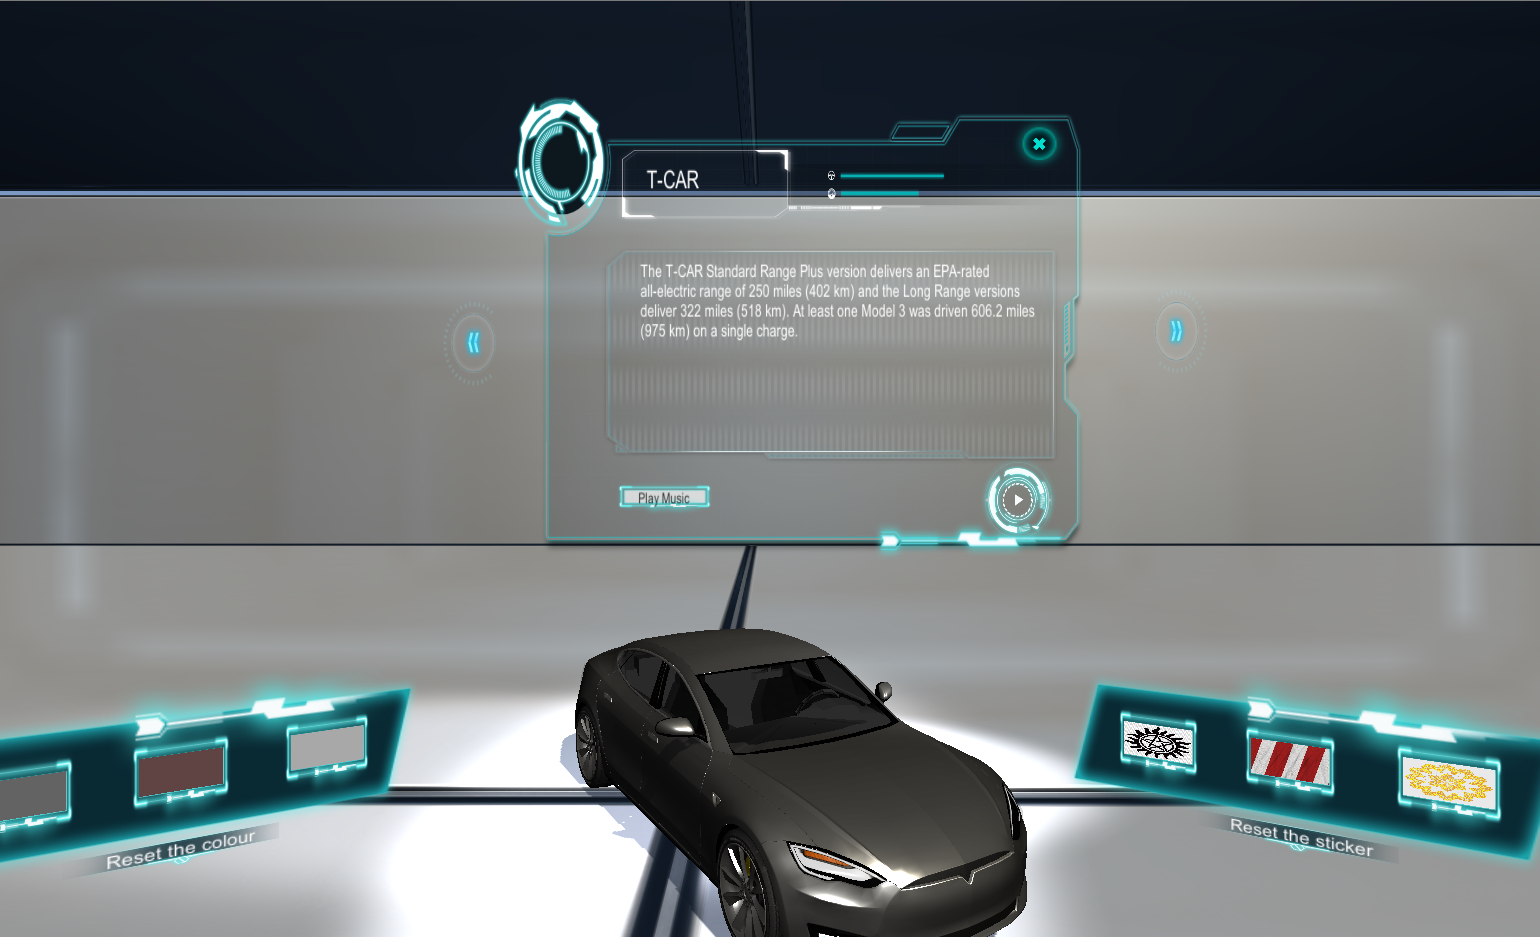 T-CAR
The T-CAR Standard Range Plus version delivers an EPA-rated
all-electric range of 250 miles (402 km) and the Long Range versions
deliver 322 miles (518 km). At least one Model 3 was driven 606.2 miles
(975 km) on a single charge.
Play Music
Reset the colour
Reset the sticker